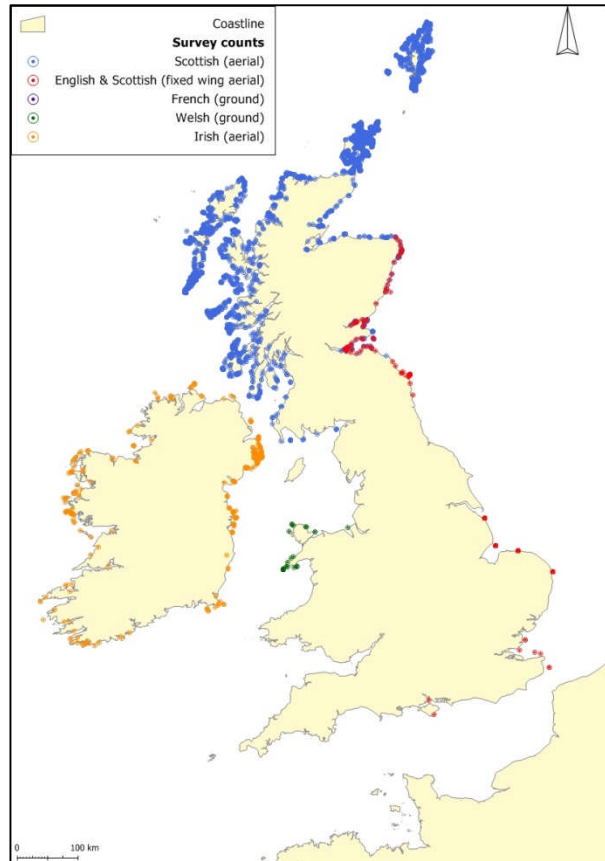 Coastline
Survey counts
Scottish (aerial)
English & Scottish (fixed wing aerial)
French (ground)
Welsh (ground)
Irish (aerial)
0 100 km